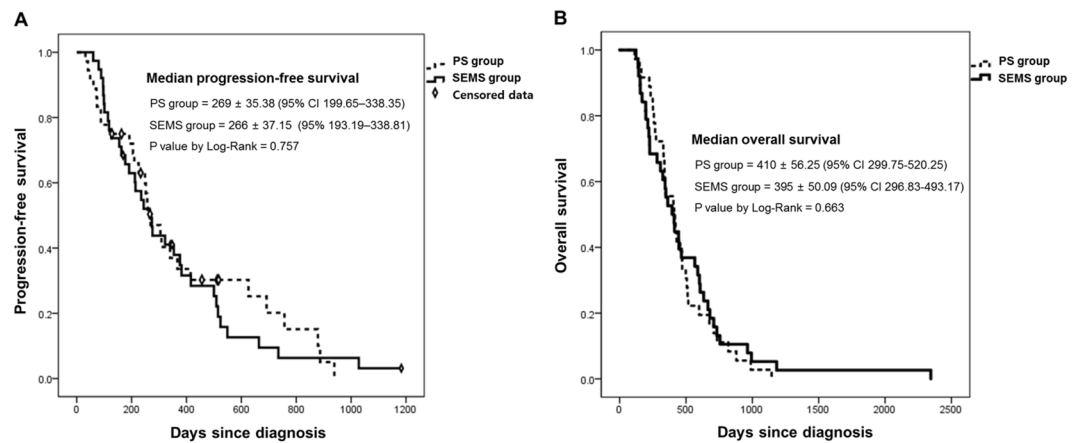 A
Progression-free survival
1.0
0.8
0.6
0.4
0.2
0.0
Median progression-free survival
PS group = 269 ± 35.38 (95% CI 199.65–338.35)
SEMS group = 266 ± 37.15 (95% 193.19–338.81)
P value by Log-Rank = 0.757
PS group
SEMS group
Censored data
0 200 400 600 800 1000 1200
Days since diagnosis
B
Overall survival
1.0
0.8
0.6
0.4
0.2
0.0
Median overall survival
PS group = 410 ± 56.25 (95% CI 299.75-520.25)
SEMS group = 395 ± 50.09 (95% CI 296.83-493.17)
P value by Log-Rank = 0.663
PS group
SEMS group
0 500 1000 1500 2000 2500
Days since diagnosis